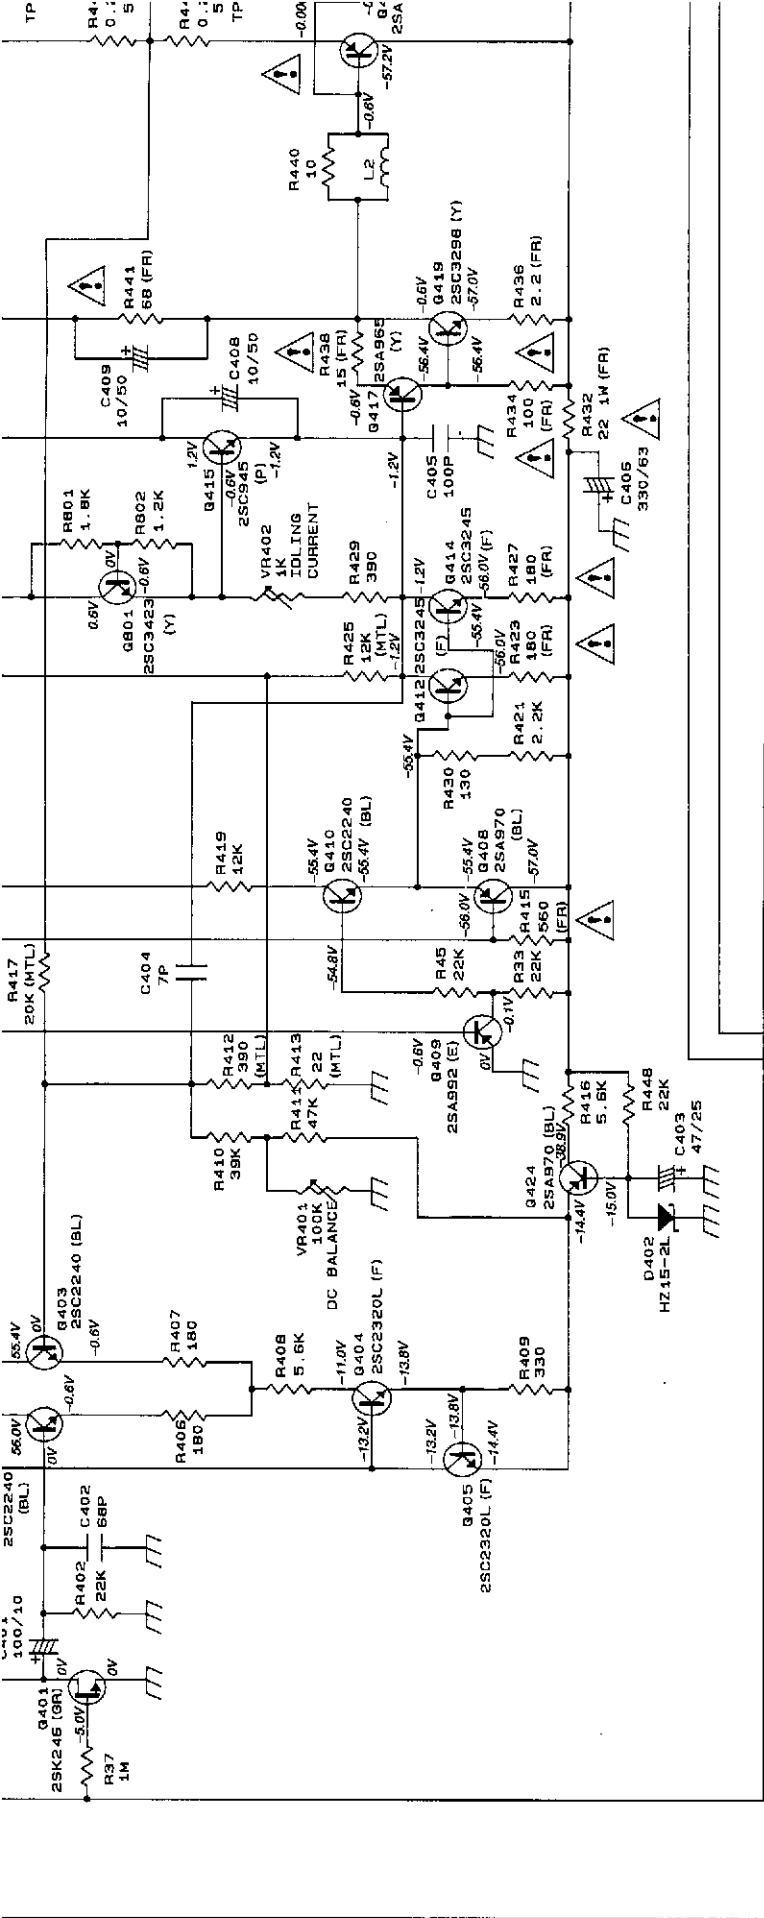 TP
TP
-0.6V
-57.2V
R440
10
L2
R441
68 (FR)
C409
10/50
C408
10/50
R438
15 (FR)
-0.6V
Q417
2SA965
(Y)
-0.6V
Q419
2SC3298 (Y)
-57.0V
-56.4V
-56.4V
R436
2.2 (FR)
R434
100
(FR)
R432
22 1W (FR)
1.2V
Q415
-0.6V
2SC945
(P)
-1.2V
C405
100P
-1.2V
C406
330/63
R801
1.8K
R802
1.2K
0.6V
0V
-0.6V
Q801
2SC3423
(Y)
VR402
1K
IDLING
CURRENT
R429
390
-1.2V
Q414
2SC3245
(F)
-56.0V
-55.4V
R427
180
(FR)
R425
12K
(MTL)
-1.2V
Q412
2SC3245
(F)
-56.0V
R423
180
(FR)
R421
2.2K
R430
130
-55.4V
R419
12K
-55.4V
Q410
2SC2240
(BL)
-55.4V
-54.8V
-55.4V
Q408
2SA970
(BL)
-56.0V
-57.0V
R415
560
(FR)
R417
20K (MTL)
C404
7P
R45
22K
R33
22K
-0.1V
-0.6V
0V
Q409
2SA992 (E)
R412
390
(MTL)
R413
22
(MTL)
R411
47K
R410
39K
VR401
100K
DC BALANCE
R416
5.6K
R448
22K
Q424
2SA970 (BL)
-38.9V
-14.4V
-15.0V
C403
47/25
D402
HZ15-2L
55.4V
0V
Q403
2SC2240 (BL)
-0.6V
R407
180
R408
5.6K
-11.0V
Q404
2SC2320L (F)
-13.8V
-13.2V
R409
330
56.0V
0V
-0.6V
R406
180
-13.2V
-13.8V
-14.4V
Q405
2SC2320L (F)
2SC2240
(BL)
C402
68P
R402
22K
100/10
0V
0V
Q401
2SK246 (GR)
-5.0V
R37
1M